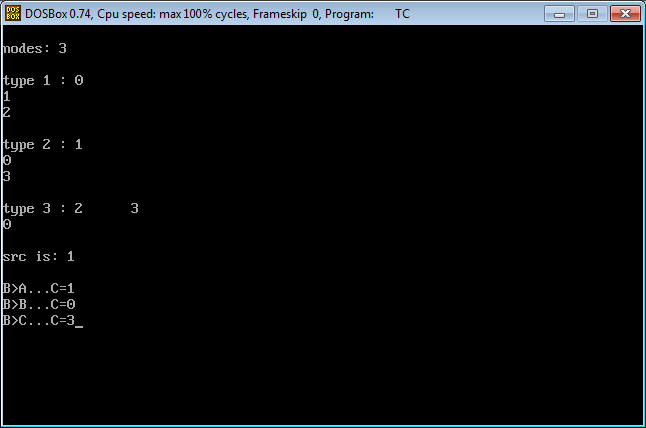 DOSBox 0.74, Cpu speed: max 100% cycles, Frameskip 0, Program: TC
nodes: 3
type 1 : 0
1
2
type 2 : 1
0
3
type 3 : 2 3
0
src is: 1
B>A...C=1
B>B...C=0
B>C...C=3_